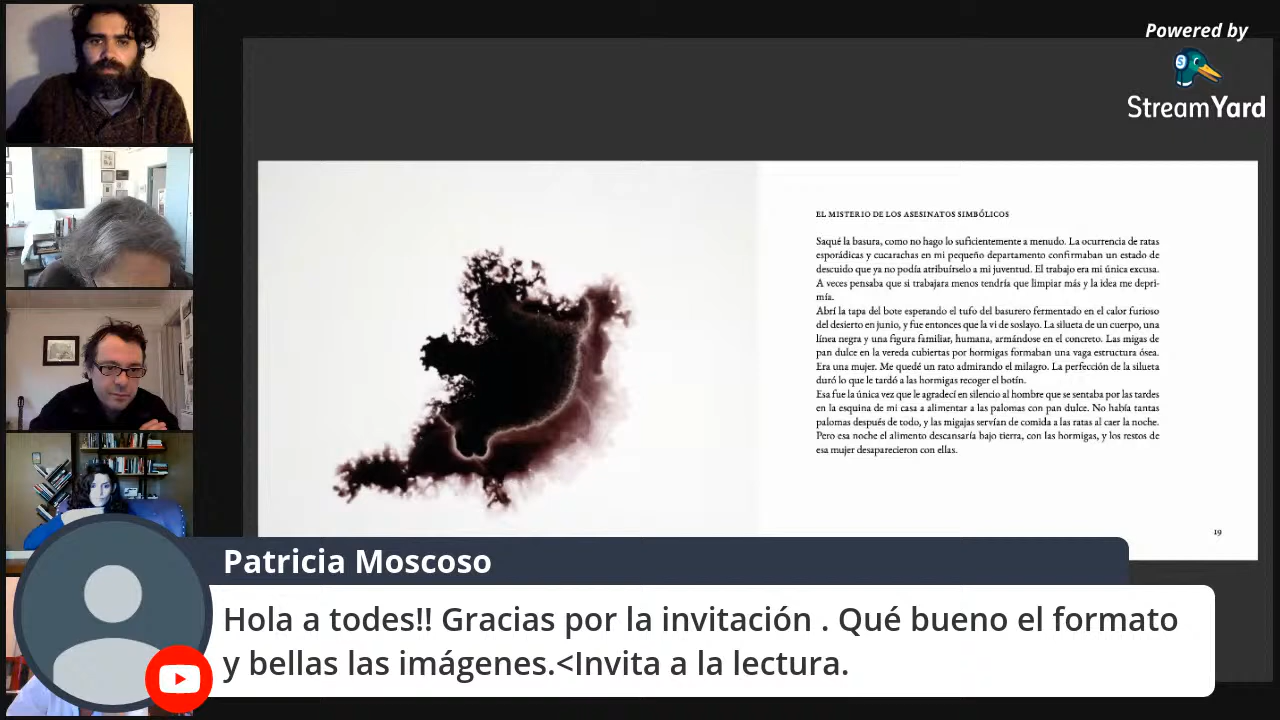 Powered by
StreamYard
EL MISTERIO DE LOS ASESINATOS SIMBÓLICOS
Saqué la basura, como no hago lo suficientemente a menudo. La ocurrencia de ratas
esporádicas y cucarachas en mi pequeño departamento confirmaban un estado de
descuido que ya no podía atribuírselo a mi juventud. El trabajo era mi única excusa.
A veces pensaba que si trabajara menos tendría que limpiar más y la idea me depri-
mía.
Abrí la tapa del bote esperando el tufo del basurero fermentado en el calor furioso
del desierto en junio, y fue entonces que la vi de soslayo. La silueta de un cuerpo, una
línea negra y una figura familiar, humana, armándose en el concreto. Las migas de
pan dulce en la vereda cubiertas por hormigas formaban una vaga estructura ósea.
Era una mujer. Me quedé un rato admirando el milagro. La perfección de la silueta
duró lo que le tardó a las hormigas recoger el botín.
Esa fue la única vez que le agradecí en silencio al hombre que se sentaba por las tardes
en la esquina de mi casa a alimentar a las palomas con pan dulce. No había tantas
palomas después de todo, y las migajas servían de comida a las ratas al caer la noche.
Pero esa noche el alimento descansaría bajo tierra, con las hormigas, y los restos de
esa mujer desaparecieron con ellas.
19
Patricia Moscoso
Hola a todes!! Gracias por la invitación . Qué bueno el formato
y bellas las imágenes.<Invita a la lectura.